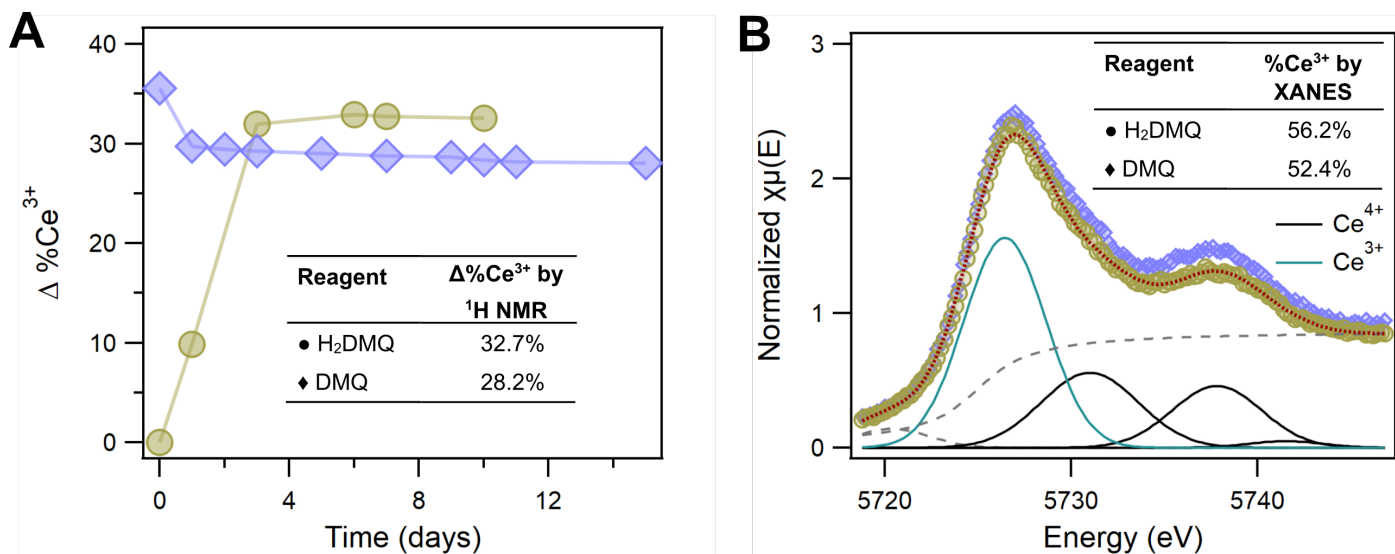 A
Δ %Ce³⁺
40
30
20
10
0
Reagent Δ%Ce³⁺ by
¹H NMR
● H₂DMQ 32.7%
♦ DMQ 28.2%
0 4 8 12
Time (days)
B
Normalized χμ(E)
3
2
1
0
Reagent %Ce³⁺ by
XANES
● H₂DMQ 56.2%
♦ DMQ 52.4%
Ce⁴⁺
Ce³⁺
5720 5730 5740
Energy (eV)